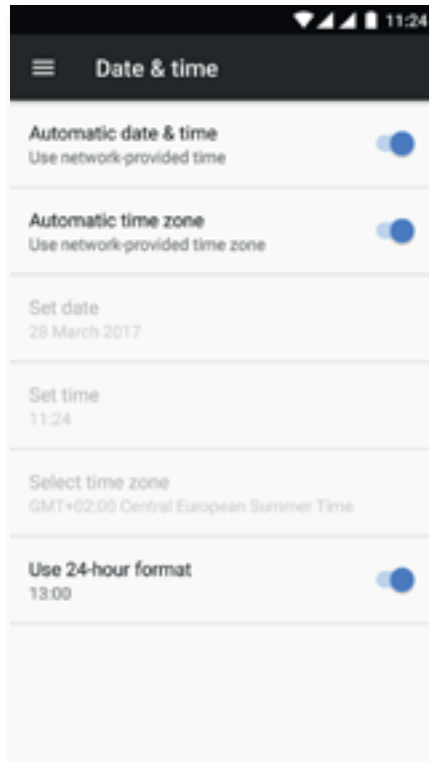 11:24
Date & time
Automatic date & time
Use network-provided time
Automatic time zone
Use network-provided time zone
Set date
28 March 2017
Set time
11:24
Select time zone
GMT+02:00 Central European Summer Time
Use 24-hour format
13:00